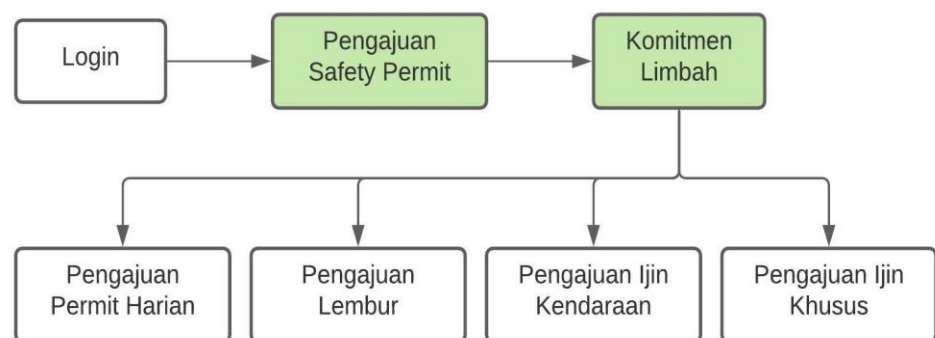 Login
Pengajuan
Safety Permit
Komitmen
Limbah
Pengajuan
Permit Harian
Pengajuan
Lembur
Pengajuan Ijin
Kendaraan
Pengajuan Ijin
Khusus